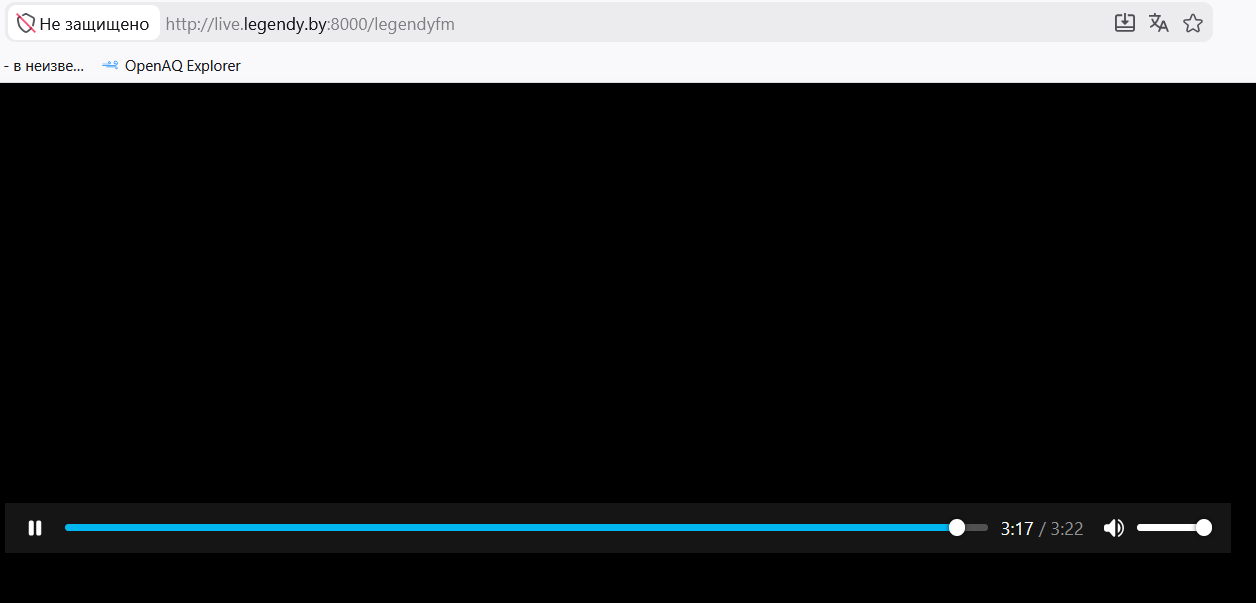 Не защищено http://live.legendy.by:8000/legendyfm
- в неизве... OpenAQ Explorer
3:17 / 3:22